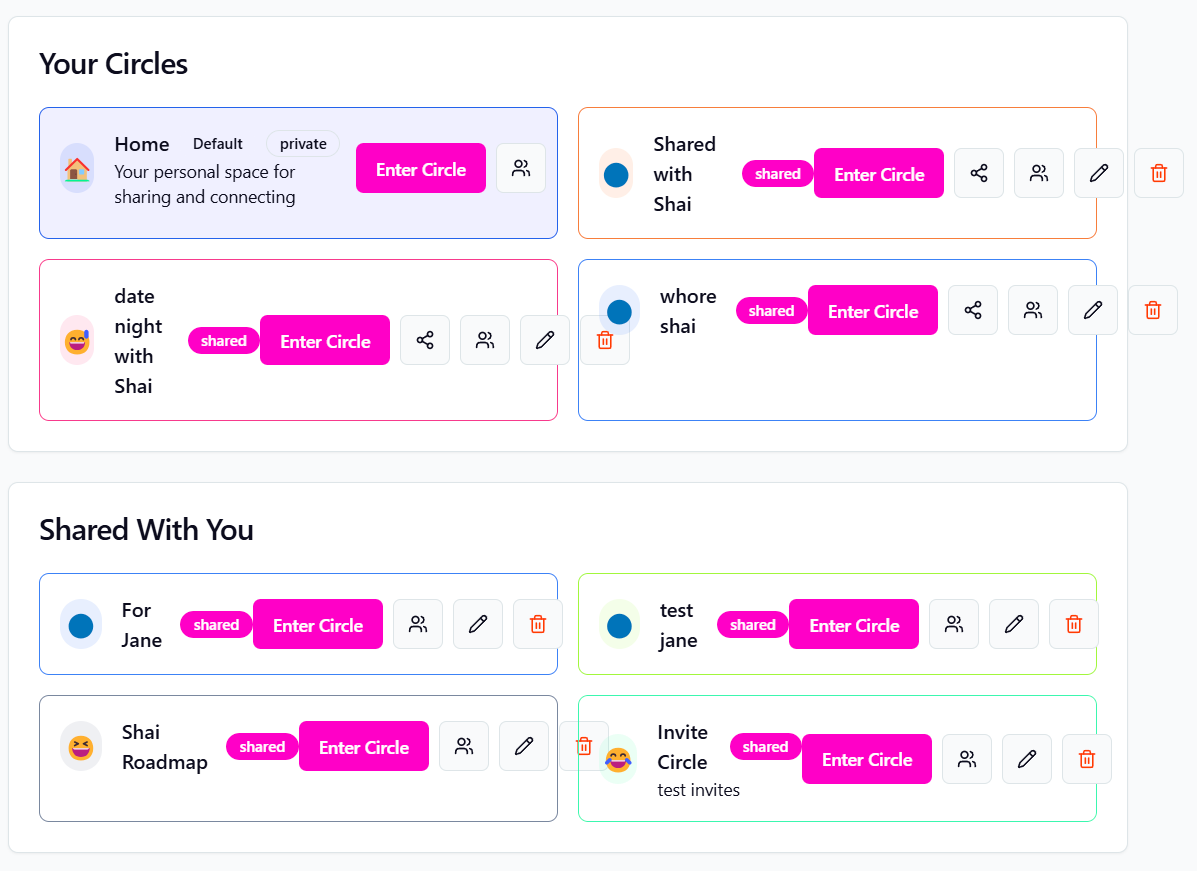 Your Circles
Home Default private
Your personal space for
sharing and connecting
Enter Circle
Shared
with
Shai
shared
Enter Circle
date
night
with
Shai
shared
Enter Circle
whore
shai
shared
Enter Circle
Shared With You
For
Jane
shared
Enter Circle
test
jane
shared
Enter Circle
Shai
Roadmap
shared
Enter Circle
Invite
Circle
test invites
shared
Enter Circle